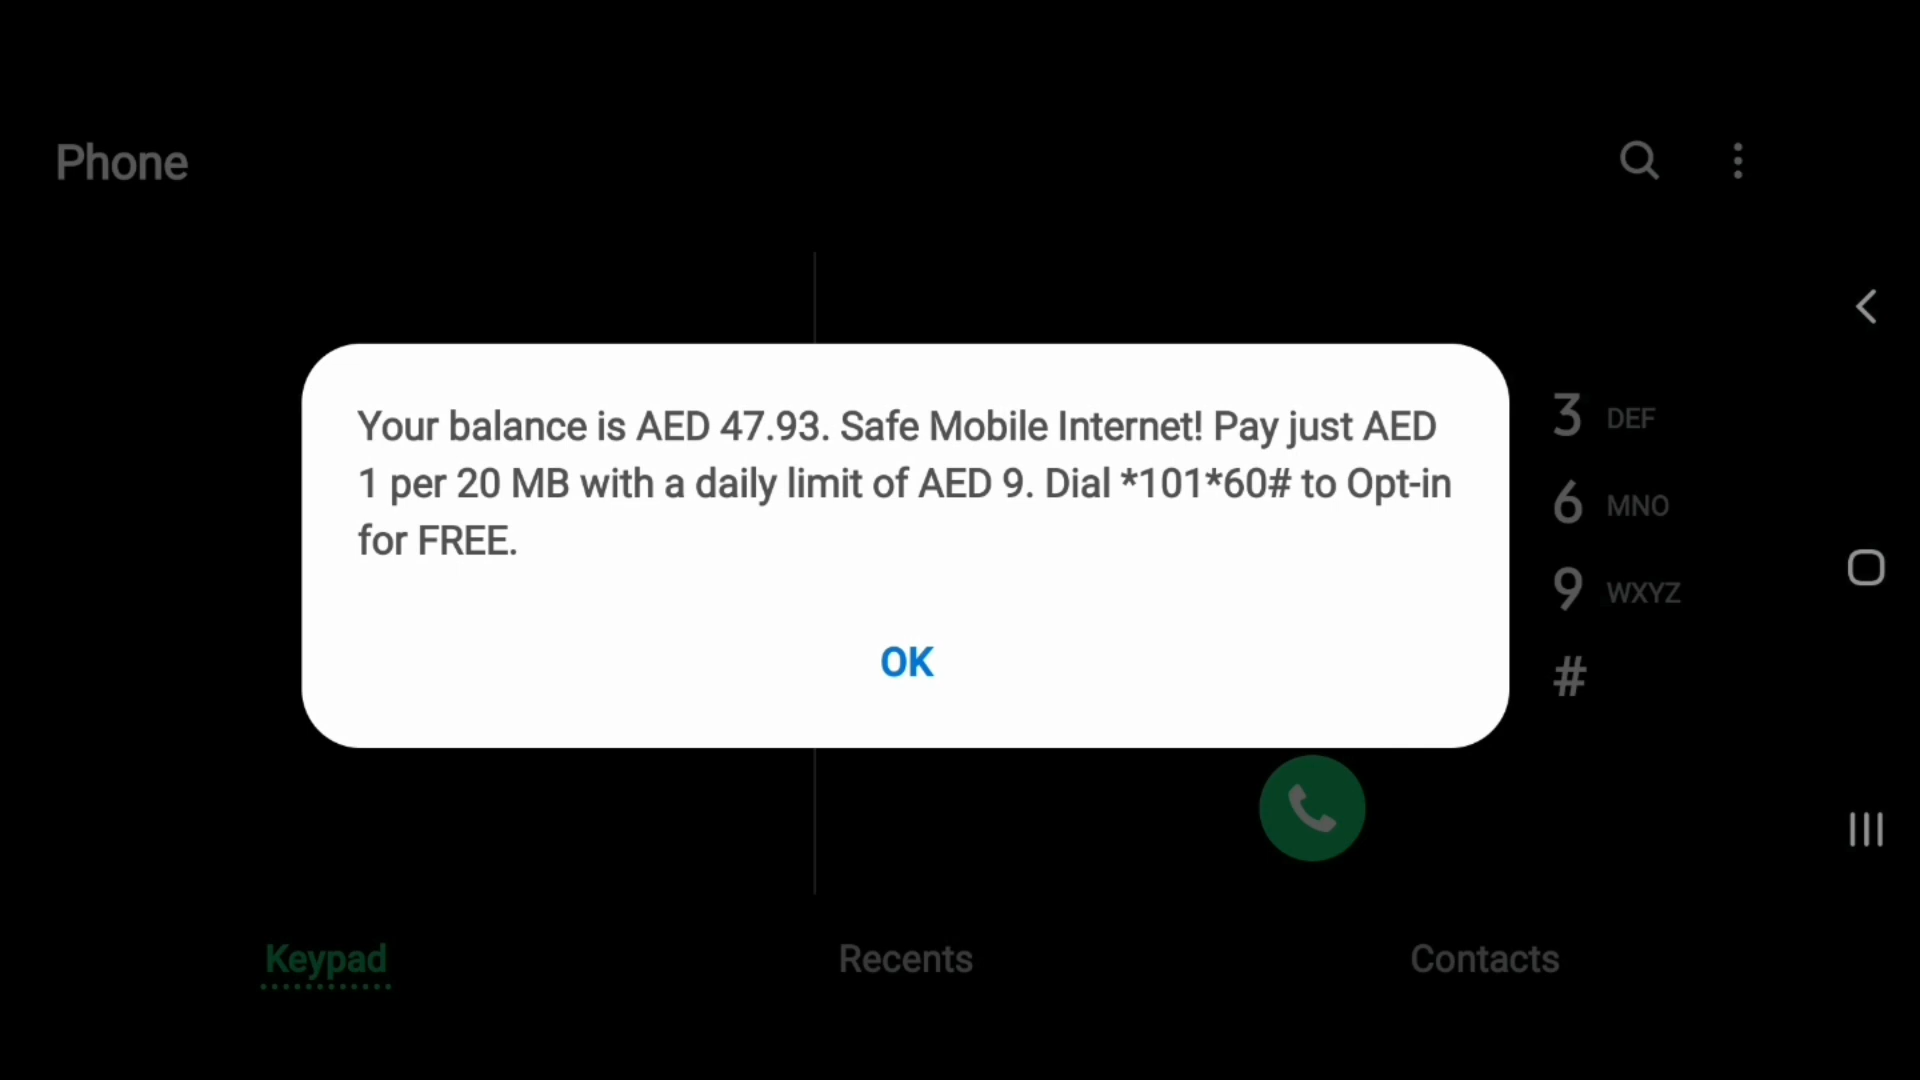 Phone
Your balance is AED 47.93. Safe Mobile Internet! Pay just AED
1 per 20 MB with a daily limit of AED 9. Dial *101*60# to Opt-in
for FREE.
OK
3 DEF
6 MNO
9 WXYZ
#
Keypad
Recents
Contacts